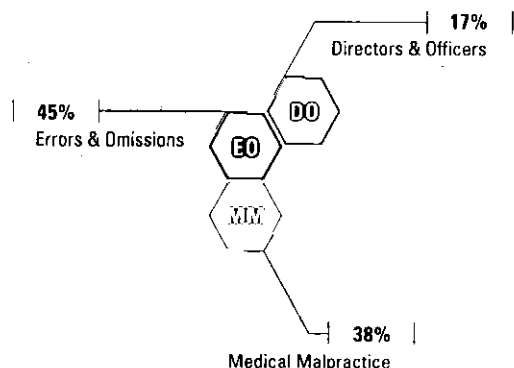 17%
Directors & Officers
DO
45%
Errors & Omissions
EO
MM
38%
Medical Malpractice